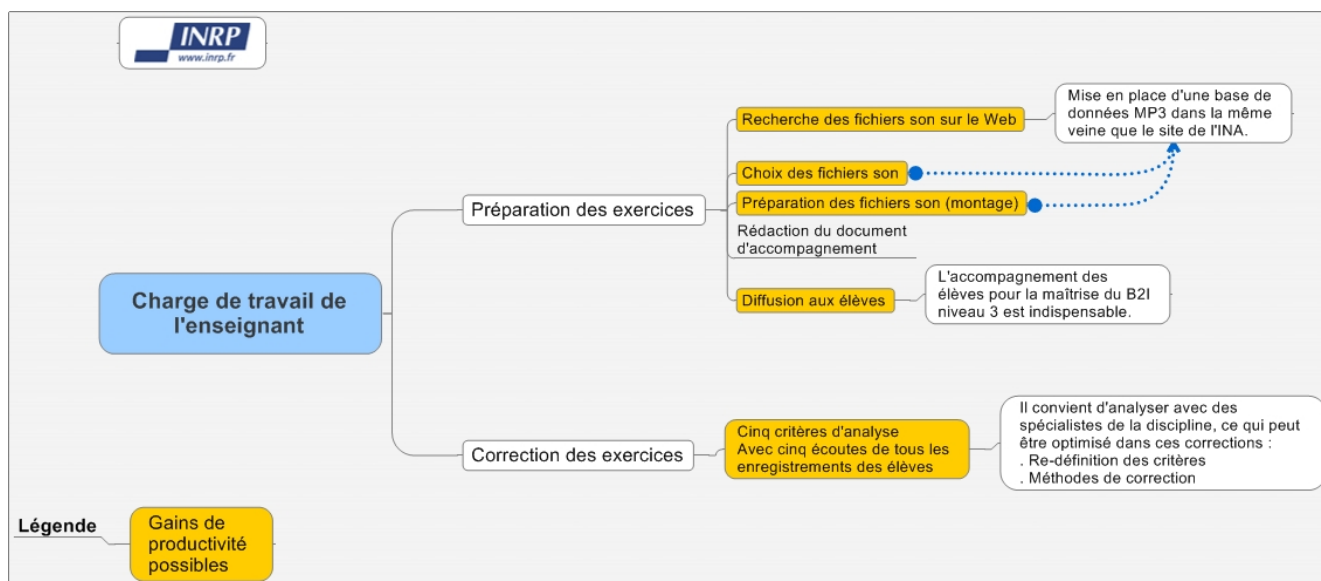 INRP
www.inrp.fr
Recherche des fichiers son sur le Web
Mise en place d'une base de
données MP3 dans la même
veine que le site de l'INA.
Choix des fichiers son
Préparation des exercices
Préparation des fichiers son (montage)
Rédaction du document
d'accompagnement
Charge de travail de
l'enseignant
Diffusion aux élèves
L'accompagnement des
élèves pour la maîtrise du B2I
niveau 3 est indispensable.
Correction des exercices
Cinq critères d'analyse
Avec cinq écoutes de tous les
enregistrements des élèves
Il convient d'analyser avec des
spécialistes de la discipline, ce qui peut
être optimisé dans ces corrections :
. Re-définition des critères
. Méthodes de correction
Légende
Gains de
productivité
possibles